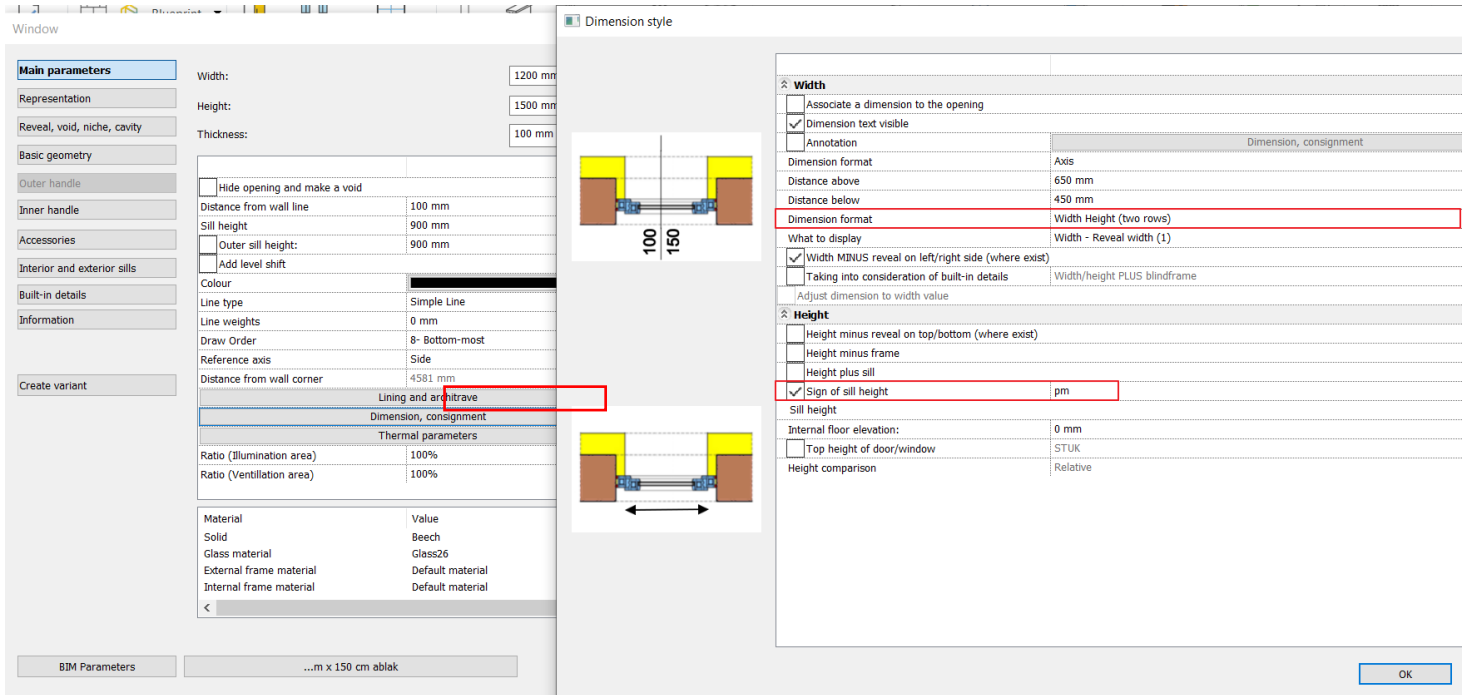 Blueprint
Window
Main parameters
Representation
Reveal, void, niche, cavity
Basic geometry
Outer handle
Inner handle
Accessories
Interior and exterior sills
Built-in details
Information
Create variant
BIM Parameters
Width:
1200 mm
Height:
1500 mm
Thickness:
100 mm
Hide opening and make a void
Distance from wall line 100 mm
Sill height 900 mm
Outer sill height: 900 mm
Add level shift
Colour
Line type Simple Line
Line weights 0 mm
Draw Order 8- Bottom-most
Reference axis Side
Distance from wall corner 4581 mm
Lining and architrave
Dimension, consignment
Thermal parameters
Ratio (Illumination area) 100%
Ratio (Ventillation area) 100%
Material Value
Solid Beech
Glass material Glass26
External frame material Default material
Internal frame material Default material
...m x 150 cm ablak
Dimension style
100
150
Width
Associate a dimension to the opening
Dimension text visible
Annotation Dimension, consignment
Dimension format Axis
Distance above 650 mm
Distance below 450 mm
Dimension format Width Height (two rows)
What to display Width - Reveal width (1)
Width MINUS reveal on left/right side (where exist)
Taking into consideration of built-in details Width/height PLUS blindframe
Adjust dimension to width value
Height
Height minus reveal on top/bottom (where exist)
Height minus frame
Height plus sill
Sign of sill height pm
Sill height
Internal floor elevation: 0 mm
Top height of door/window STUK
Height comparison Relative
OK